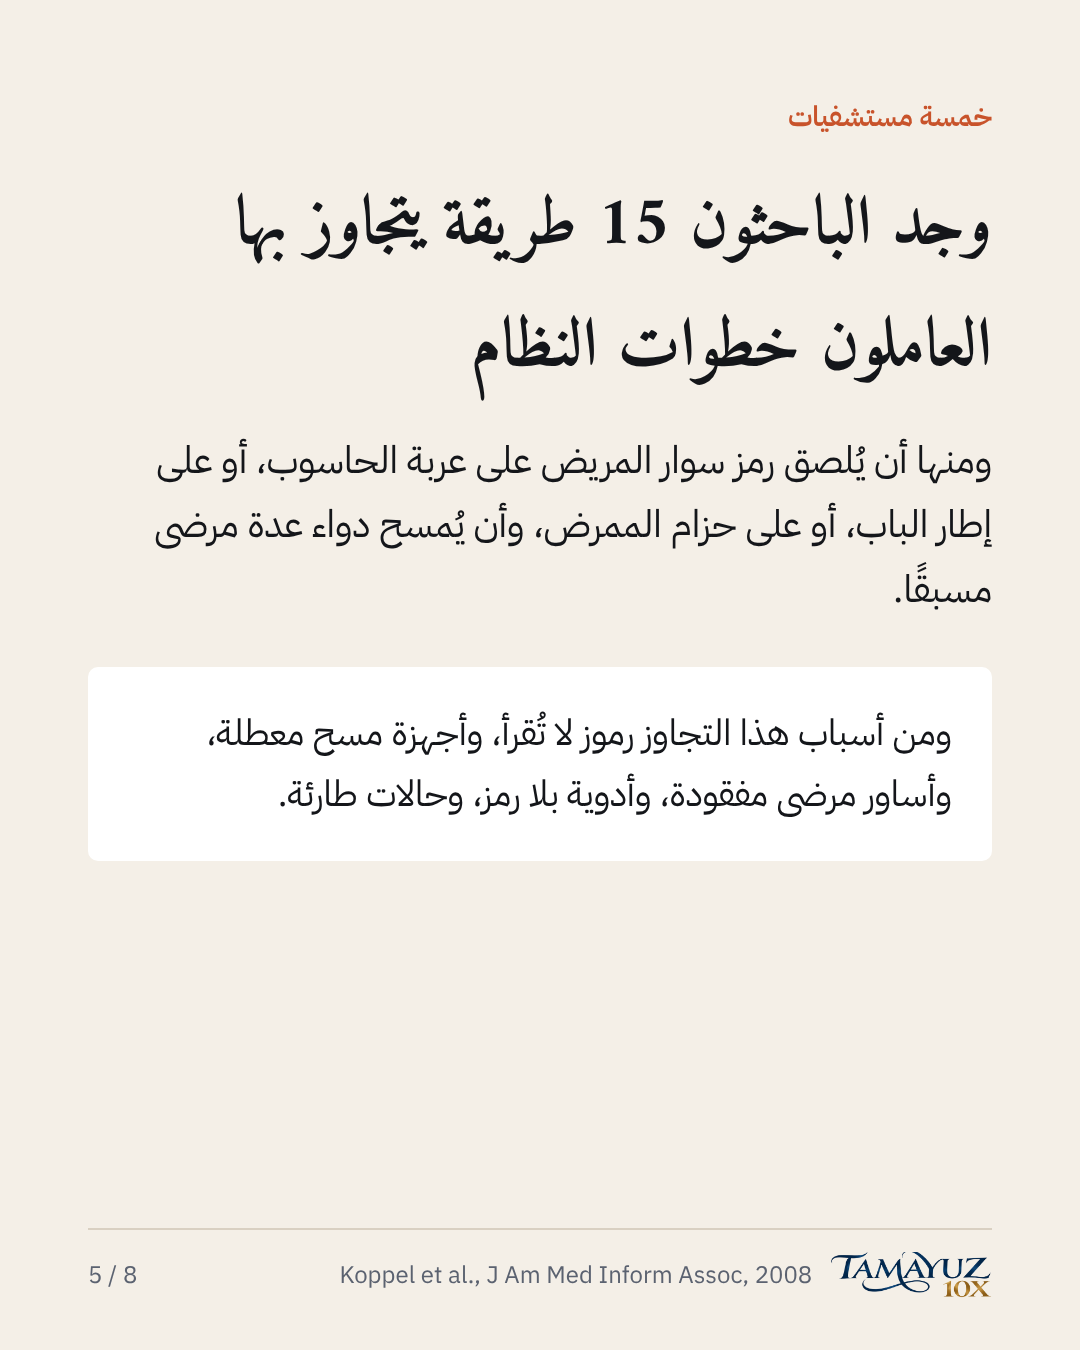 خمسة مستشفيات
وجد الباحثون 15 طريقة يتجاوز بها
العاملون خطوات النظام
ومنها أن يُلصق رمز سوار المريض على عربة الحاسوب، أو على
إطار الباب، أو على حزام الممرض، وأن يُمسح دواء عدة مرضى
مسبقًا.
ومن أسباب هذا التجاوز رموز لا تُقرأ، وأجهزة مسح معطلة،
وأساور مرضى مفقودة، وأدوية بلا رمز، وحالات طارئة.
5 / 8
Koppel et al., J Am Med Inform Assoc, 2008
TAMAYUZ
10X